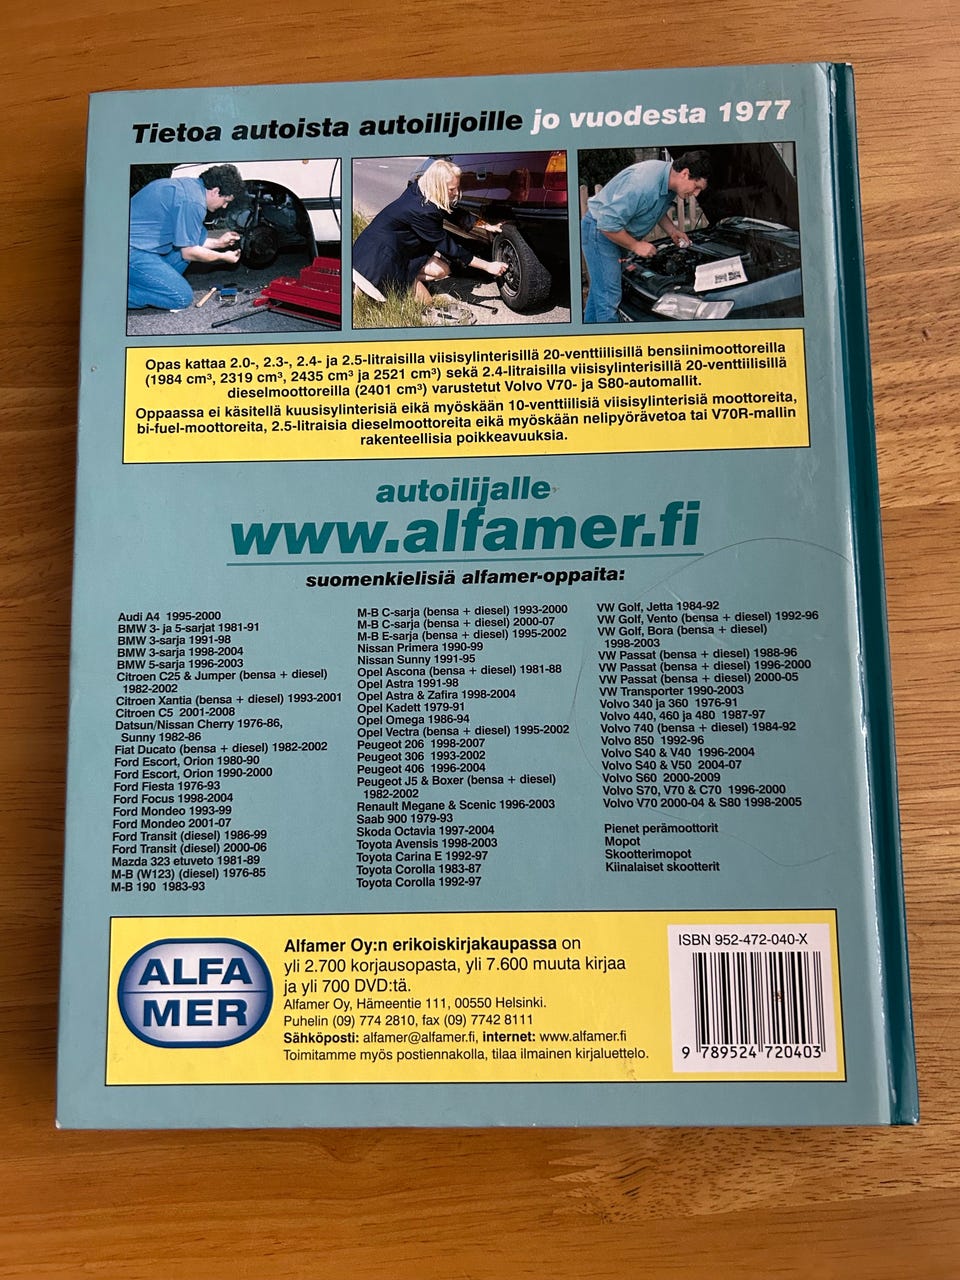 Tietoa autoista autoilijoille jo vuodesta 1977
Opas kattaa 2.0-, 2.3-, 2.4- ja 2.5-litraisilla viisisylinterisillä 20-venttiilisillä bensiinimoottoreilla
(1984 cm³, 2319 cm³, 2435 cm³ ja 2521 cm³) sekä 2.4-litraisilla viisisylinterisillä 20-venttiilisillä
dieselmoottoreilla (2401 cm³) varustetut Volvo V70- ja S80-automallit.
Oppaassa ei käsitellä kuusisylinterisiä eikä myöskään 10-venttiilisiä viisisylinterisiä moottoreita,
bi-fuel-moottoreita, 2.5-litraisia dieselmoottoreita eikä myöskään nelipyörävetoa tai V70R-mallin
rakenteellisia poikkeavuuksia.
autoilijalle
www.alfamer.fi
suomenkielisiä alfamer-oppaita:
Audi A4 1995-2000
BMW 3- ja 5-sarjat 1981-91
BMW 3-sarja 1991-98
BMW 3-sarja 1998-2004
BMW 5-sarja 1996-2003
Citroen C25 & Jumper (bensa + diesel)
1982-2002
Citroen Xantia (bensa + diesel) 1993-2001
Citroen C5 2001-2008
Datsun/Nissan Cherry 1976-86,
Sunny 1982-86
Fiat Ducato (bensa + diesel) 1982-2002
Ford Escort, Orion 1980-90
Ford Escort, Orion 1990-2000
Ford Fiesta 1976-93
Ford Focus 1998-2004
Ford Mondeo 1993-99
Ford Mondeo 2001-07
Ford Transit (diesel) 1986-99
Ford Transit (diesel) 2000-06
Mazda 323 etuveto 1981-89
M-B (W123) (diesel) 1976-85
M-B 190 1983-93
M-B C-sarja (bensa + diesel) 1993-2000
M-B C-sarja (bensa + diesel) 2000-07
M-B E-sarja (bensa + diesel) 1995-2002
Nissan Primera 1990-99
Nissan Sunny 1991-95
Opel Ascona (bensa + diesel) 1981-88
Opel Astra 1991-98
Opel Astra & Zafira 1998-2004
Opel Kadett 1979-91
Opel Omega 1986-94
Opel Vectra (bensa + diesel) 1995-2002
Peugeot 206 1998-2007
Peugeot 306 1993-2002
Peugeot 406 1996-2004
Peugeot J5 & Boxer (bensa + diesel)
1982-2002
Renault Megane & Scenic 1996-2003
Saab 900 1979-93
Skoda Octavia 1997-2004
Toyota Avensis 1998-2003
Toyota Carina E 1992-97
Toyota Corolla 1983-87
Toyota Corolla 1992-97
VW Golf, Jetta 1984-92
VW Golf, Vento (bensa + diesel) 1992-96
VW Golf, Bora (bensa + diesel)
1998-2003
VW Passat (bensa + diesel) 1988-96
VW Passat (bensa + diesel) 1996-2000
VW Passat (bensa + diesel) 2000-05
VW Transporter 1990-2003
Volvo 340 ja 360 1976-91
Volvo 440, 460 ja 480 1987-97
Volvo 740 (bensa + diesel) 1984-92
Volvo 850 1992-96
Volvo S40 & V40 1996-2004
Volvo S40 & V50 2004-07
Volvo S60 2000-2009
Volvo S70, V70 & C70 1996-2000
Volvo V70 2000-04 & S80 1998-2005
Pienet perämoottorit
Mopot
Skootterimopot
Kiinalaiset skootterit
ALFA
MER
Alfamer Oy:n erikoiskirjakaupassa on
yli 2.700 korjausopasta, yli 7.600 muuta kirjaa
ja yli 700 DVD:tä.
Alfamer Oy, Hämeentie 111, 00550 Helsinki.
Puhelin (09) 774 2810, fax (09) 7742 8111
Sähköposti: alfamer@alfamer.fi, internet: www.alfamer.fi
Toimitamme myös postiennakolla, tilaa ilmainen kirjaluettelo.
ISBN 952-472-040-X
9 789524 720403